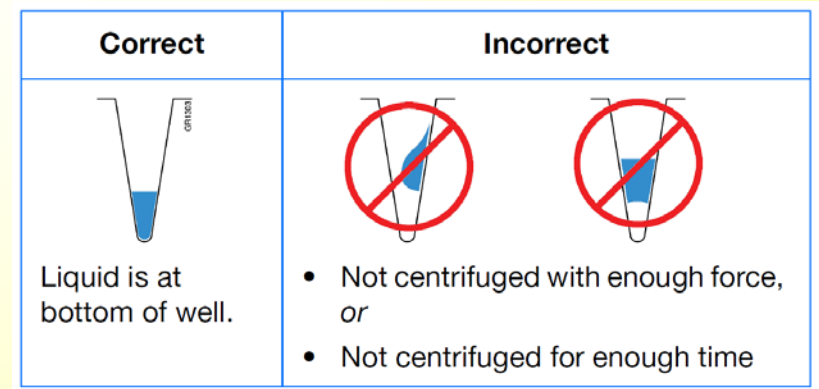 Correct
Incorrect
GR1303
Liquid is at
bottom of well.
• Not centrifuged with enough force,
or
• Not centrifuged for enough time